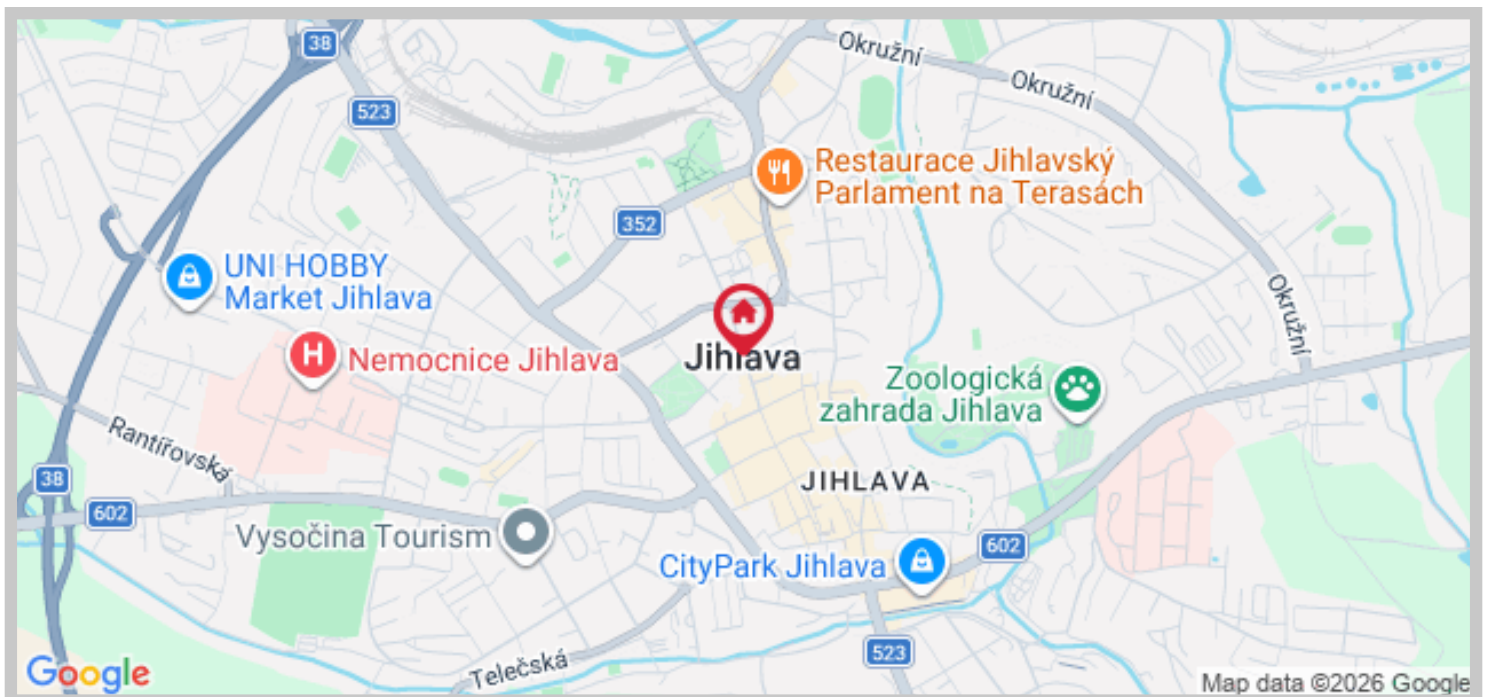 38
Okružní
Okružní
523
Restaurace Jihlavský
Parlament na Terasách
352
UNI HOBBY
Market Jihlava
Okružní
H
Nemocnice Jihlava
Jihlava
Zoologická
zahrada Jihlava
Rantířovská
38
JIHLAVA
602
Vysočina Tourism
602
CityPark Jihlava
523
Telečská
Google
Map data ©2026 Google